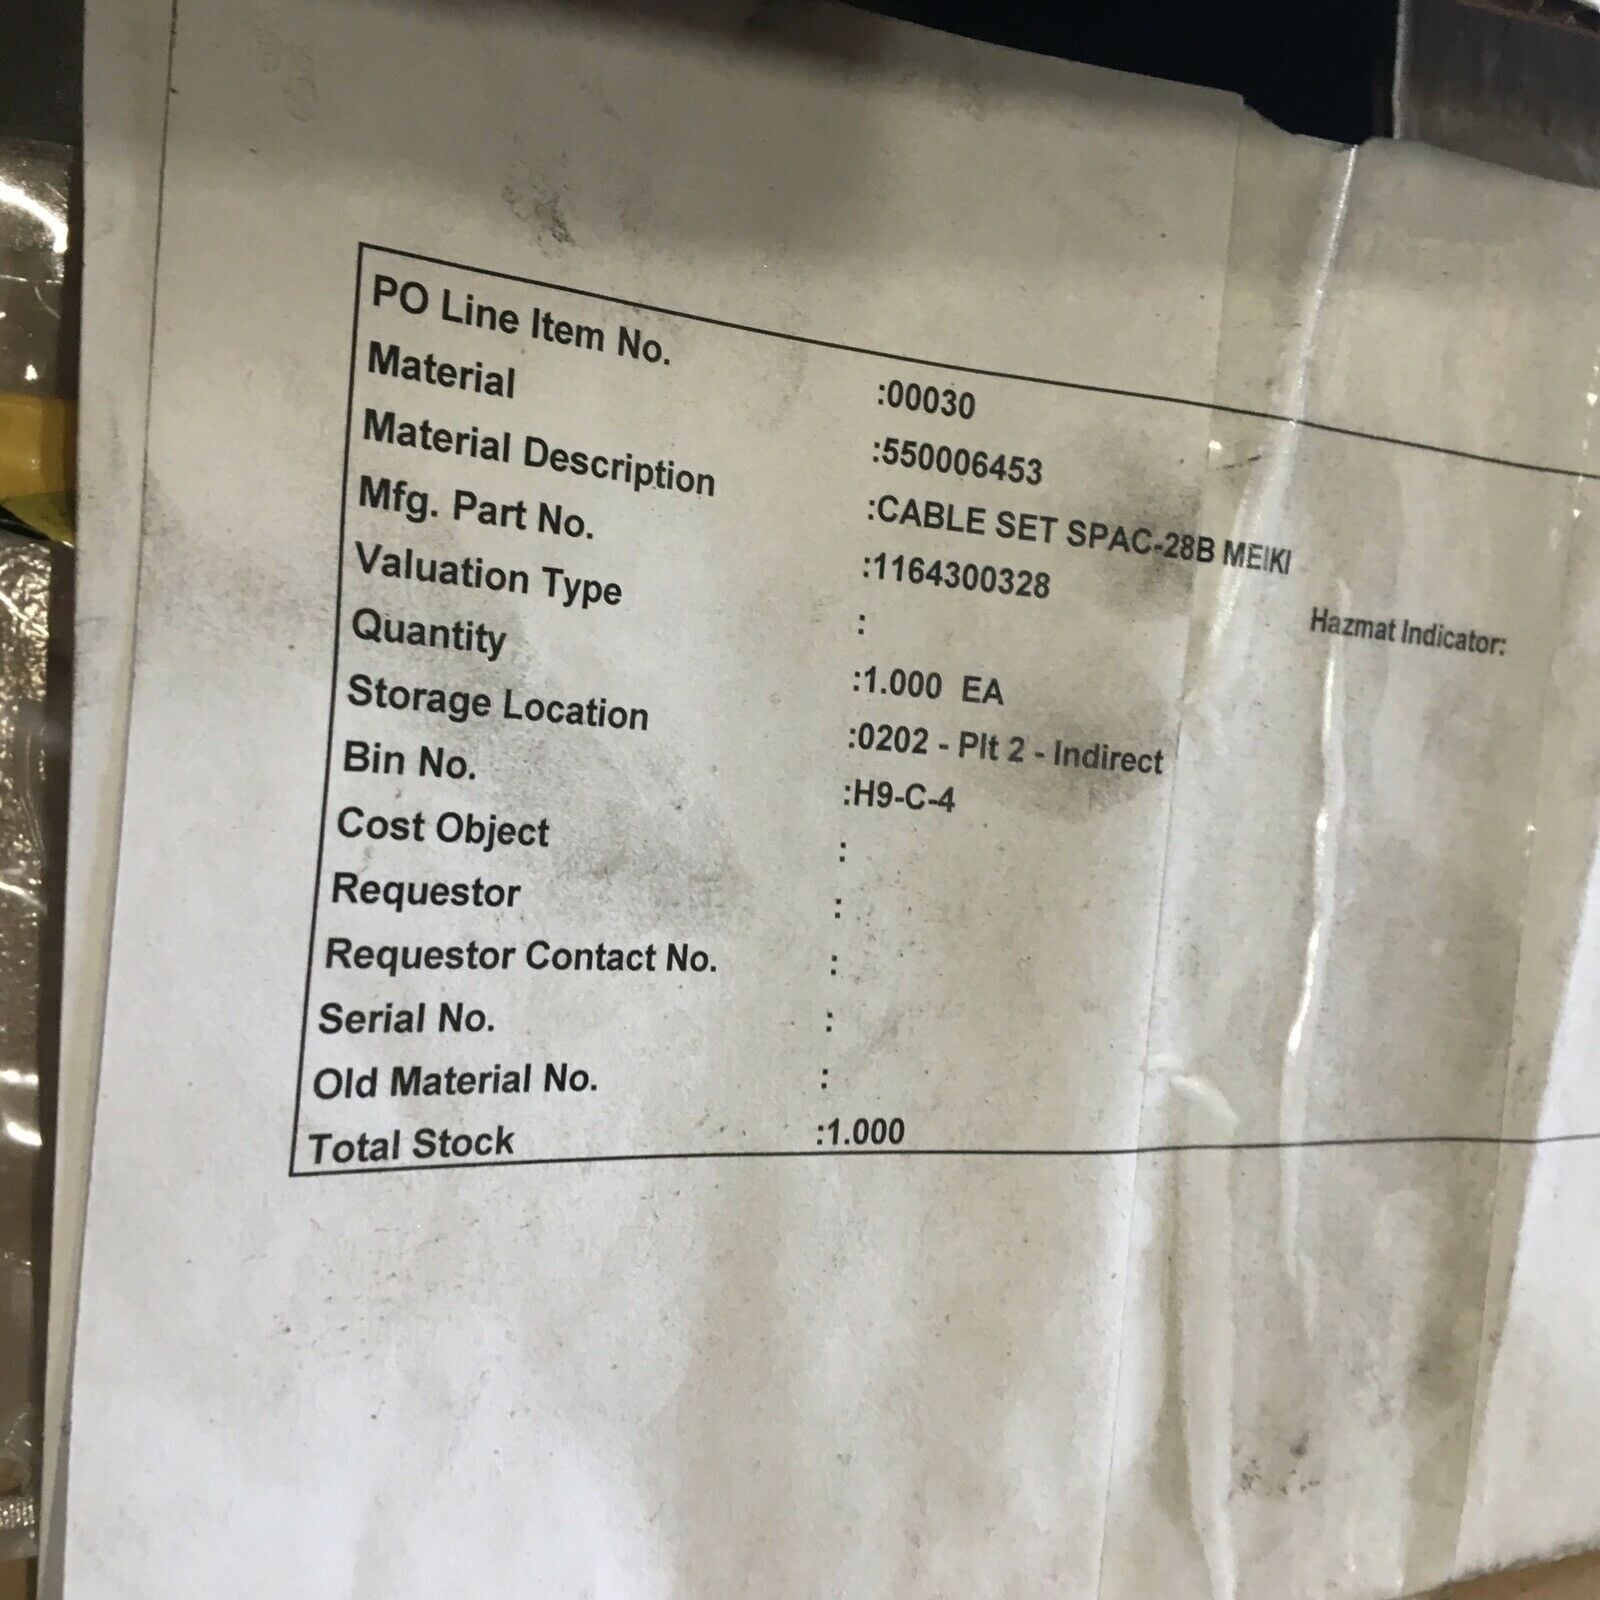 PO Line Item No. :00030
Material :550006453
Material Description :CABLE SET SPAC-28B MEIKI
Mfg. Part No. :1164300328
Valuation Type : Hazmat Indicator:
Quantity :1.000 EA
Storage Location :0202 - Plt 2 - Indirect
Bin No. :H9-C-4
Cost Object :
Requestor :
Requestor Contact No. :
Serial No. :
Old Material No. :
Total Stock :1.000